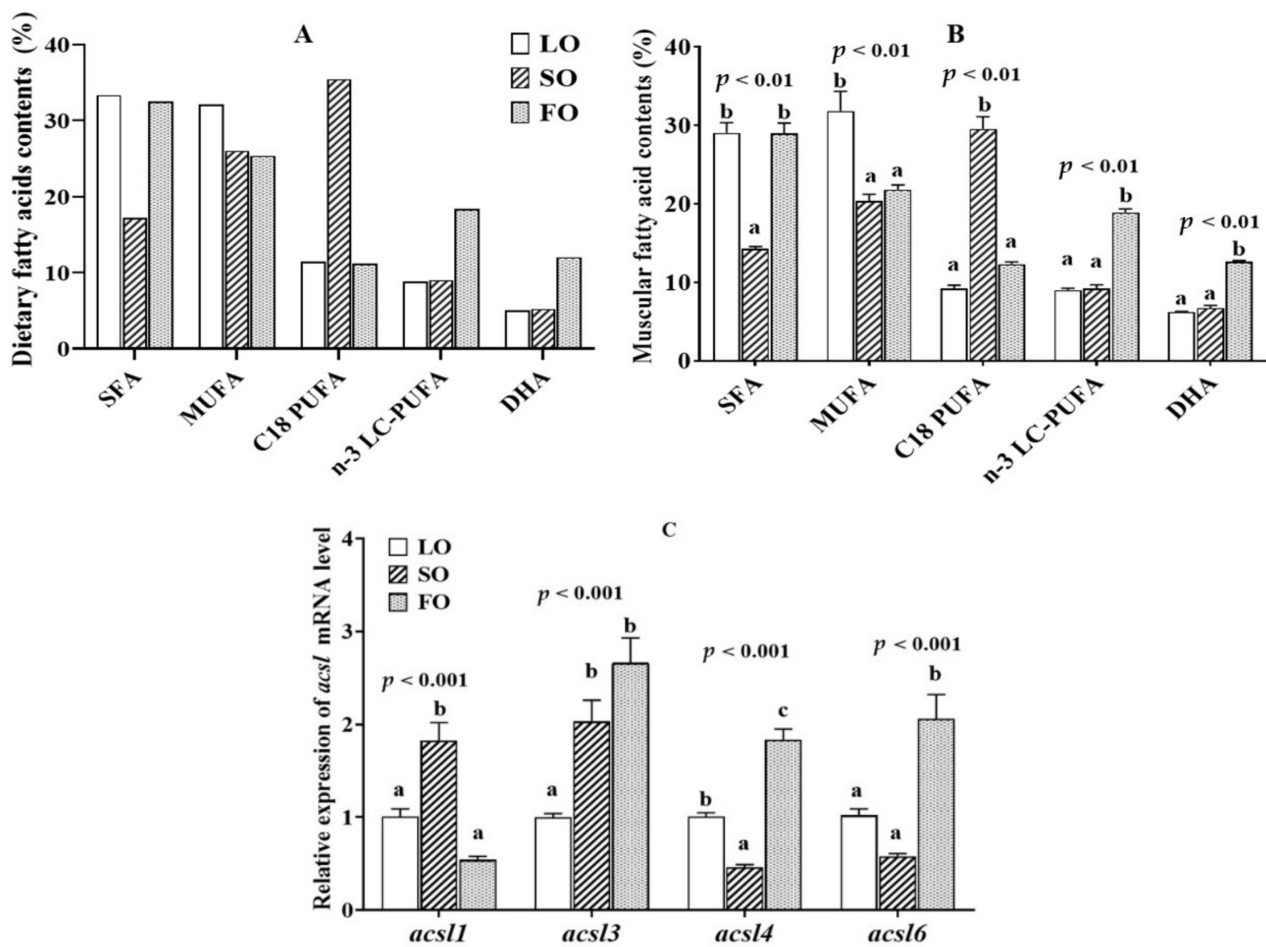 A
Dietary fatty acids contents (%)
40
30
20
10
0
LO
SO
FO
SFA
MUFA
C18 PUFA
n-3 LC-PUFA
DHA
B
Muscular fatty acid contents (%)
40
30
20
10
0
p < 0.01
p < 0.01
p < 0.01
p < 0.01
p < 0.01
b a b
b a a
a b a
a a b
a a b
SFA
MUFA
C18 PUFA
n-3 LC-PUFA
DHA
C
Relative expression of acsl mRNA level
4
3
2
1
0
LO
SO
FO
p < 0.001
p < 0.001
p < 0.001
p < 0.001
a b a
a b b
b a c
a a b
acsl1
acsl3
acsl4
acsl6